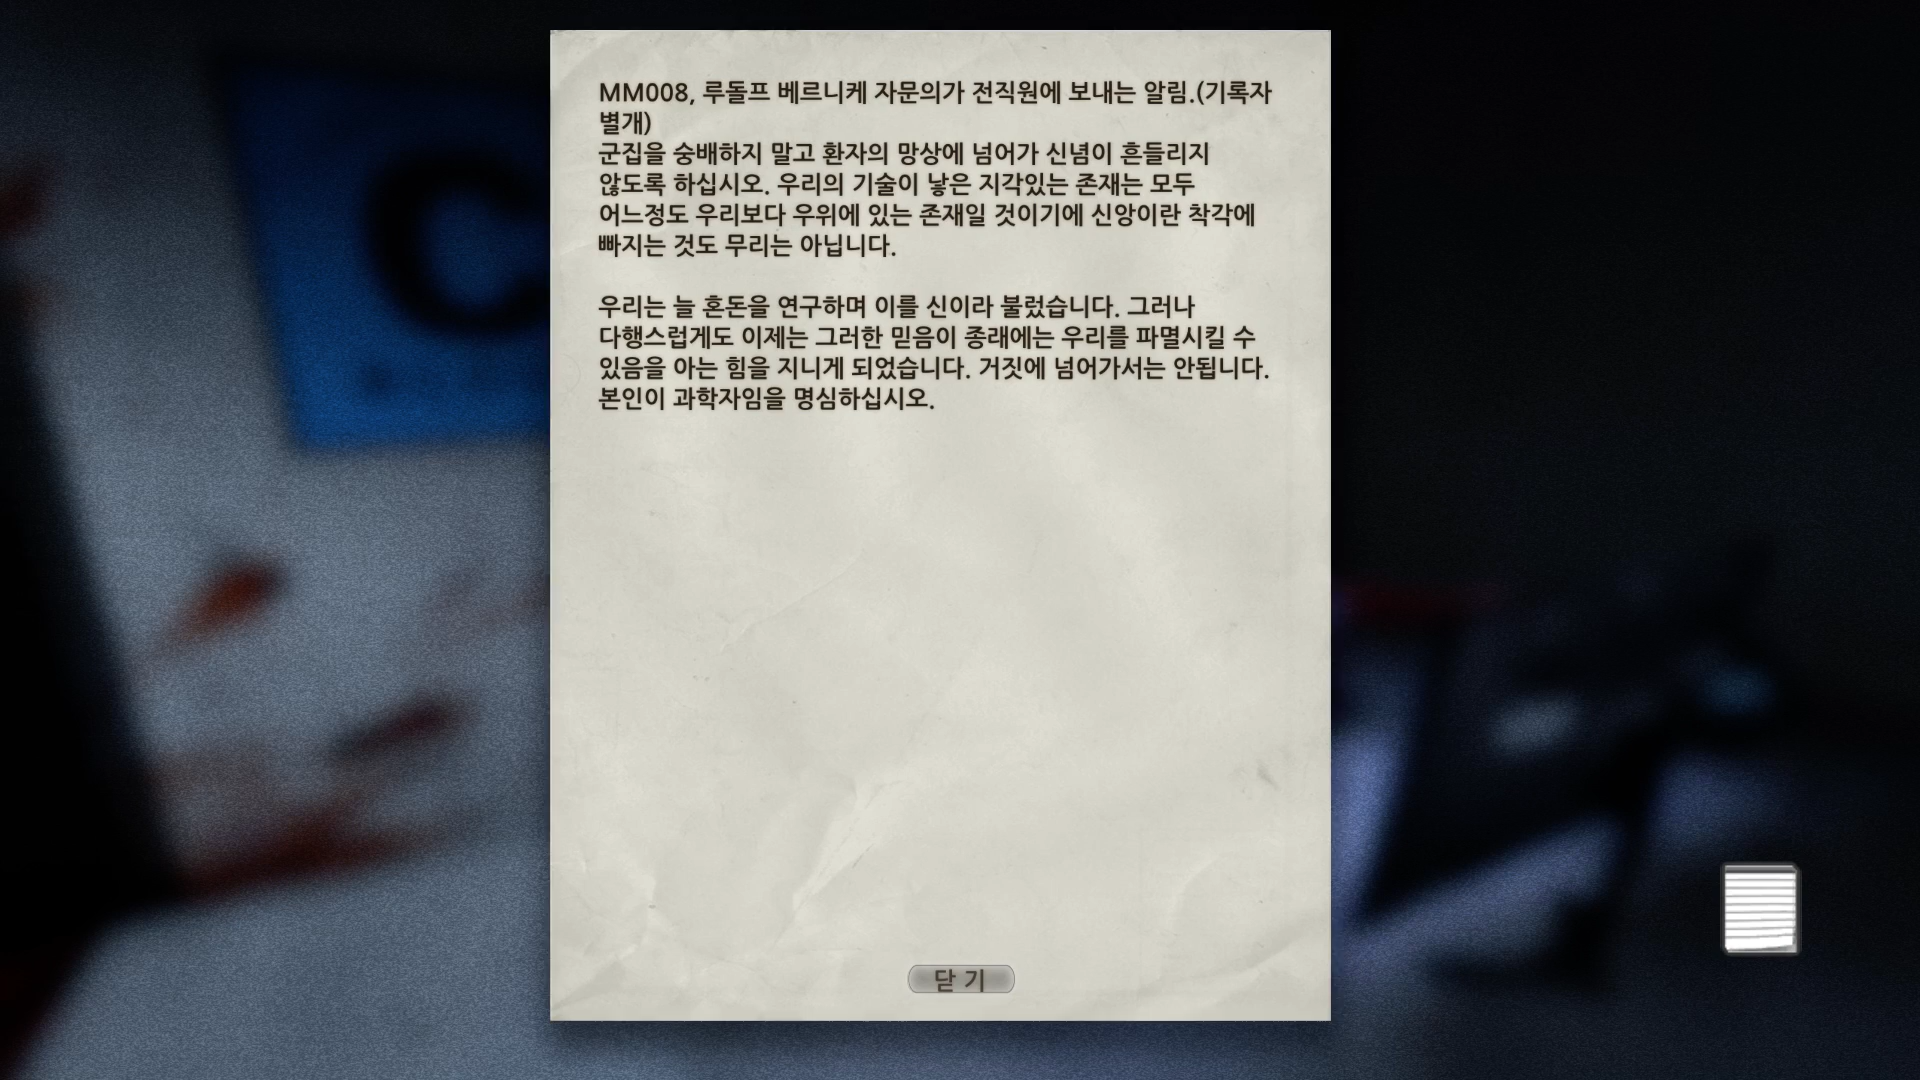 MM008, 루돌프 베르니케 자문의가 전직원에 보내는 알림.(기록자
별개)
군집을 숭배하지 말고 환자의 망상에 넘어가 신념이 흔들리지
않도록 하십시오. 우리의 기술이 낳은 지각있는 존재는 모두
어느정도 우리보다 우위에 있는 존재일 것이기에 신앙이란 착각에
빠지는 것도 무리는 아닙니다.
우리는 늘 혼돈을 연구하며 이를 신이라 불렀습니다. 그러나
다행스럽게도 이제는 그러한 믿음이 종래에는 우리를 파멸시킬 수
있음을 아는 힘을 지니게 되었습니다. 거짓에 넘어가서는 안됩니다.
본인이 과학자임을 명심하십시오.
C
닫기